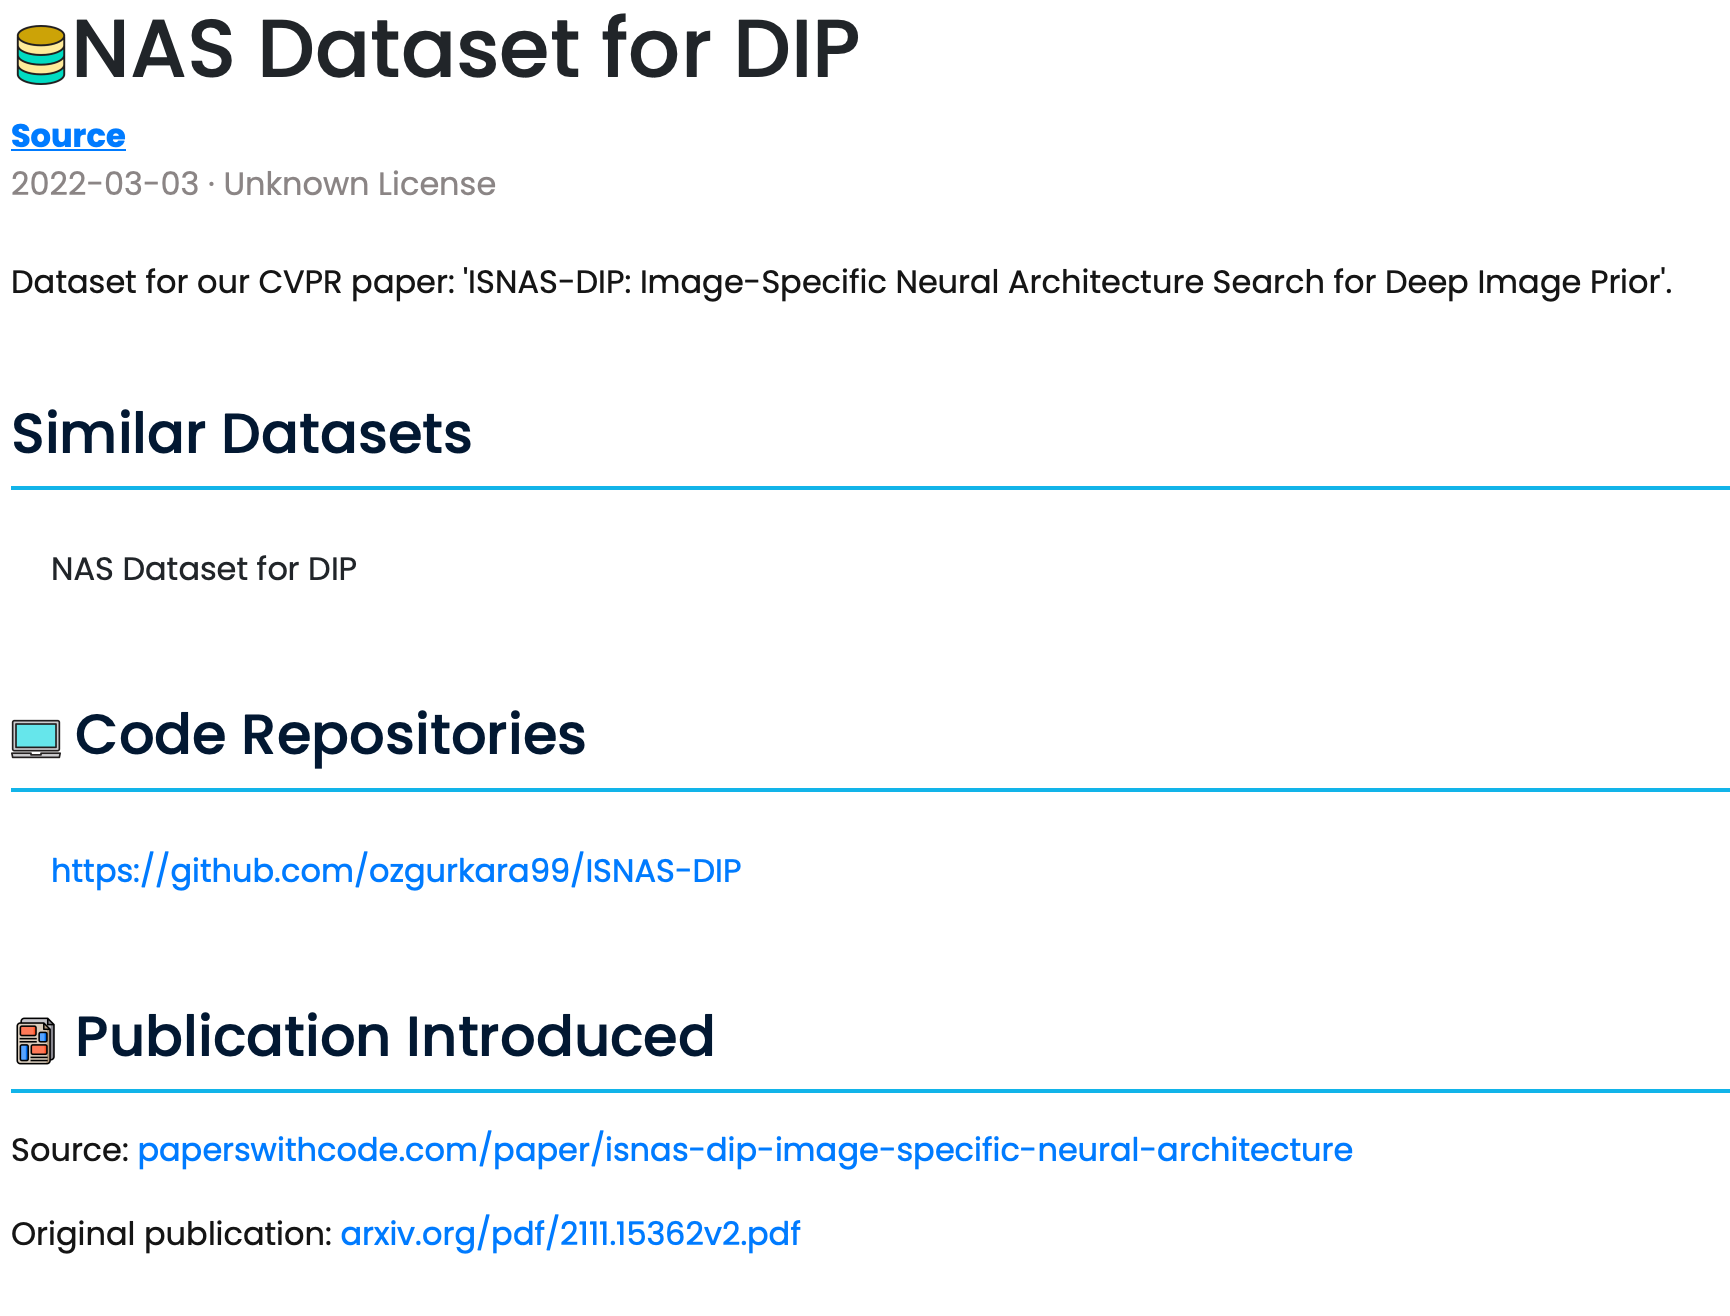 NAS Dataset for DIP
Source
2022-03-03 · Unknown License
Dataset for our CVPR paper: 'ISNAS-DIP: Image-Specific Neural Architecture Search for Deep Image Prior'.
Similar Datasets
NAS Dataset for DIP
Code Repositories
https://github.com/ozgurkara99/ISNAS-DIP
Publication Introduced
Source: paperswithcode.com/paper/isnas-dip-image-specific-neural-architecture
Original publication: arxiv.org/pdf/2111.15362v2.pdf